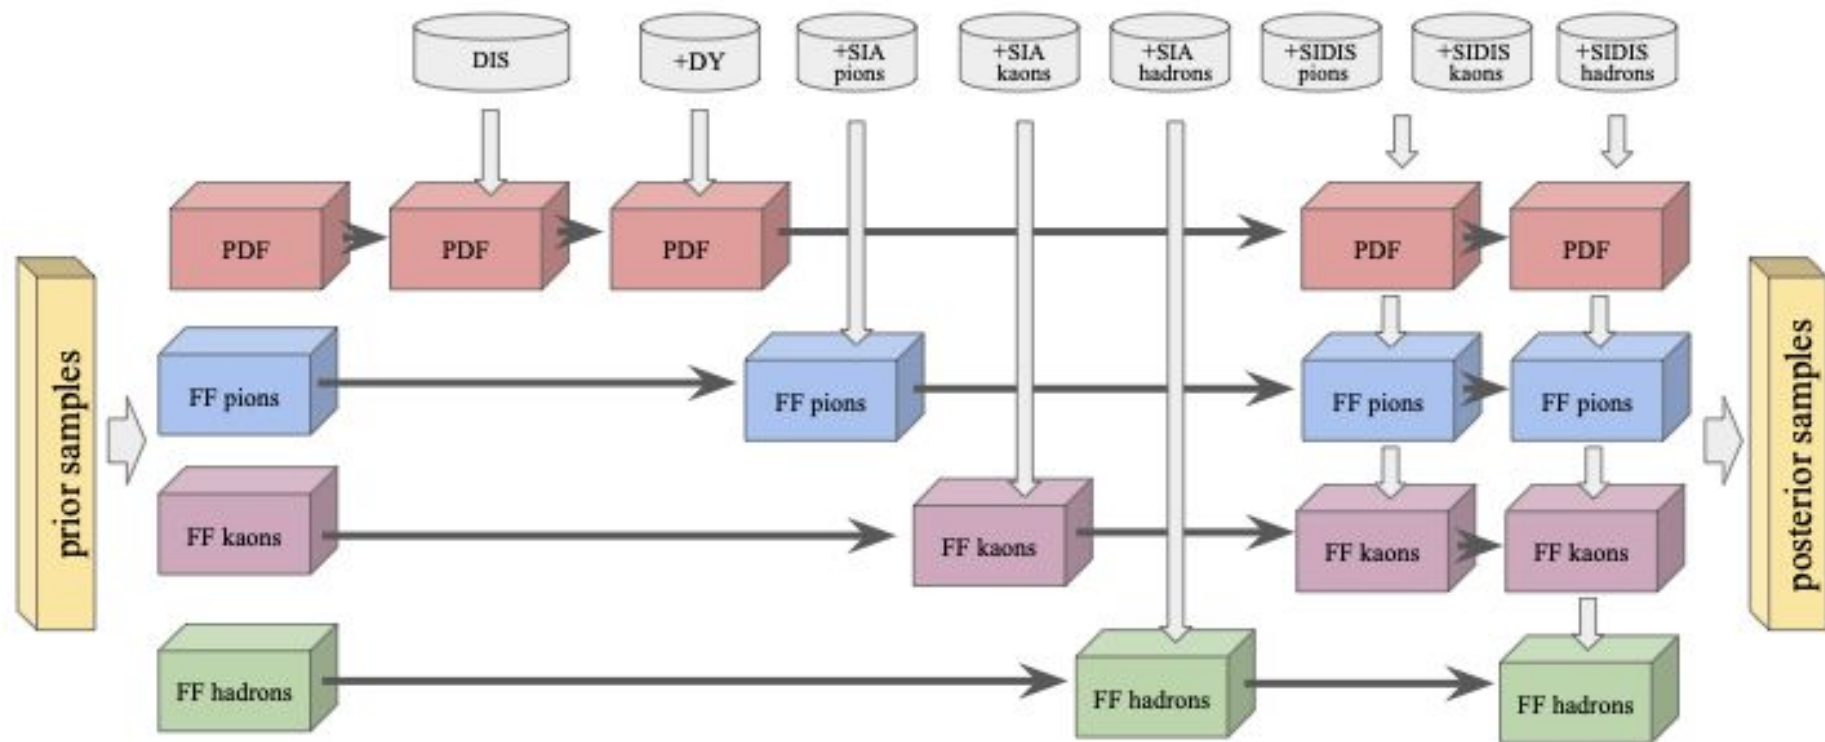 DIS
+DY
+SIA
pions
+SIA
kaons
+SIA
hadrons
+SIDIS
pions
+SIDIS
kaons
+SIDIS
hadrons
PDF
PDF
PDF
PDF
PDF
prior samples
FF pions
FF pions
FF pions
FF pions
posterior samples
FF kaons
FF kaons
FF kaons
FF kaons
FF hadrons
FF hadrons
FF hadrons